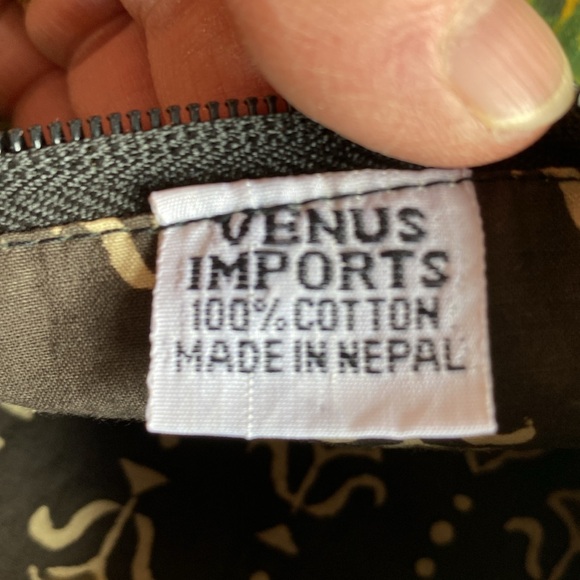 VENUS
IMPORTS
100% COTTON
MADE IN NEPAL